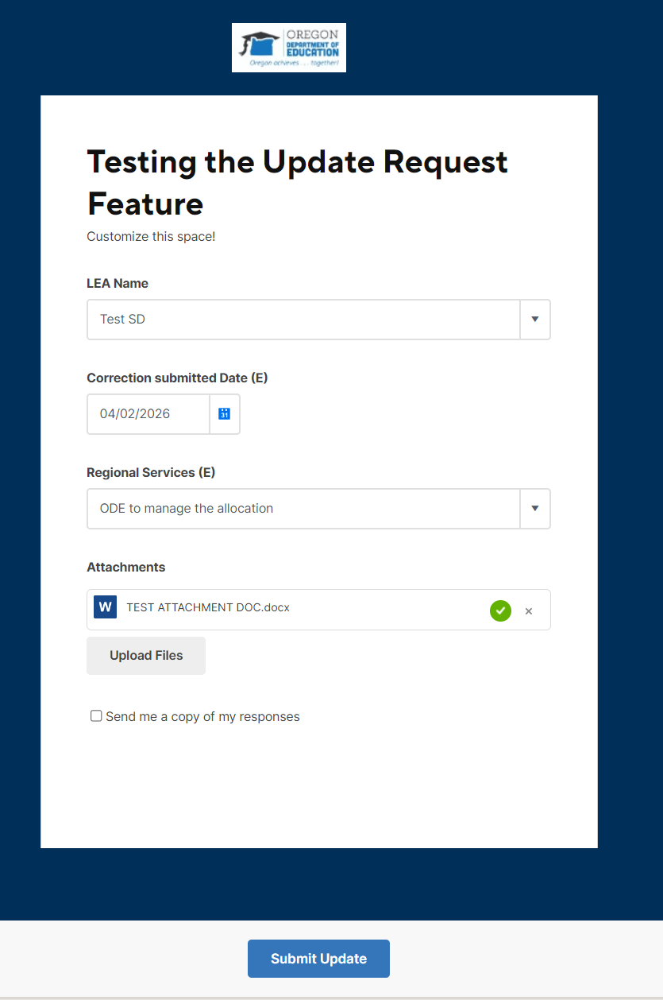 OREGON
DEPARTMENT OF
EDUCATION
Oregon achieves . . . together!
Testing the Update Request
Feature
Customize this space!
LEA Name
Test SD
Correction submitted Date (E)
04/02/2026
31
Regional Services (E)
ODE to manage the allocation
Attachments
W
TEST ATTACHMENT DOC.docx
Upload Files
Send me a copy of my responses
Submit Update